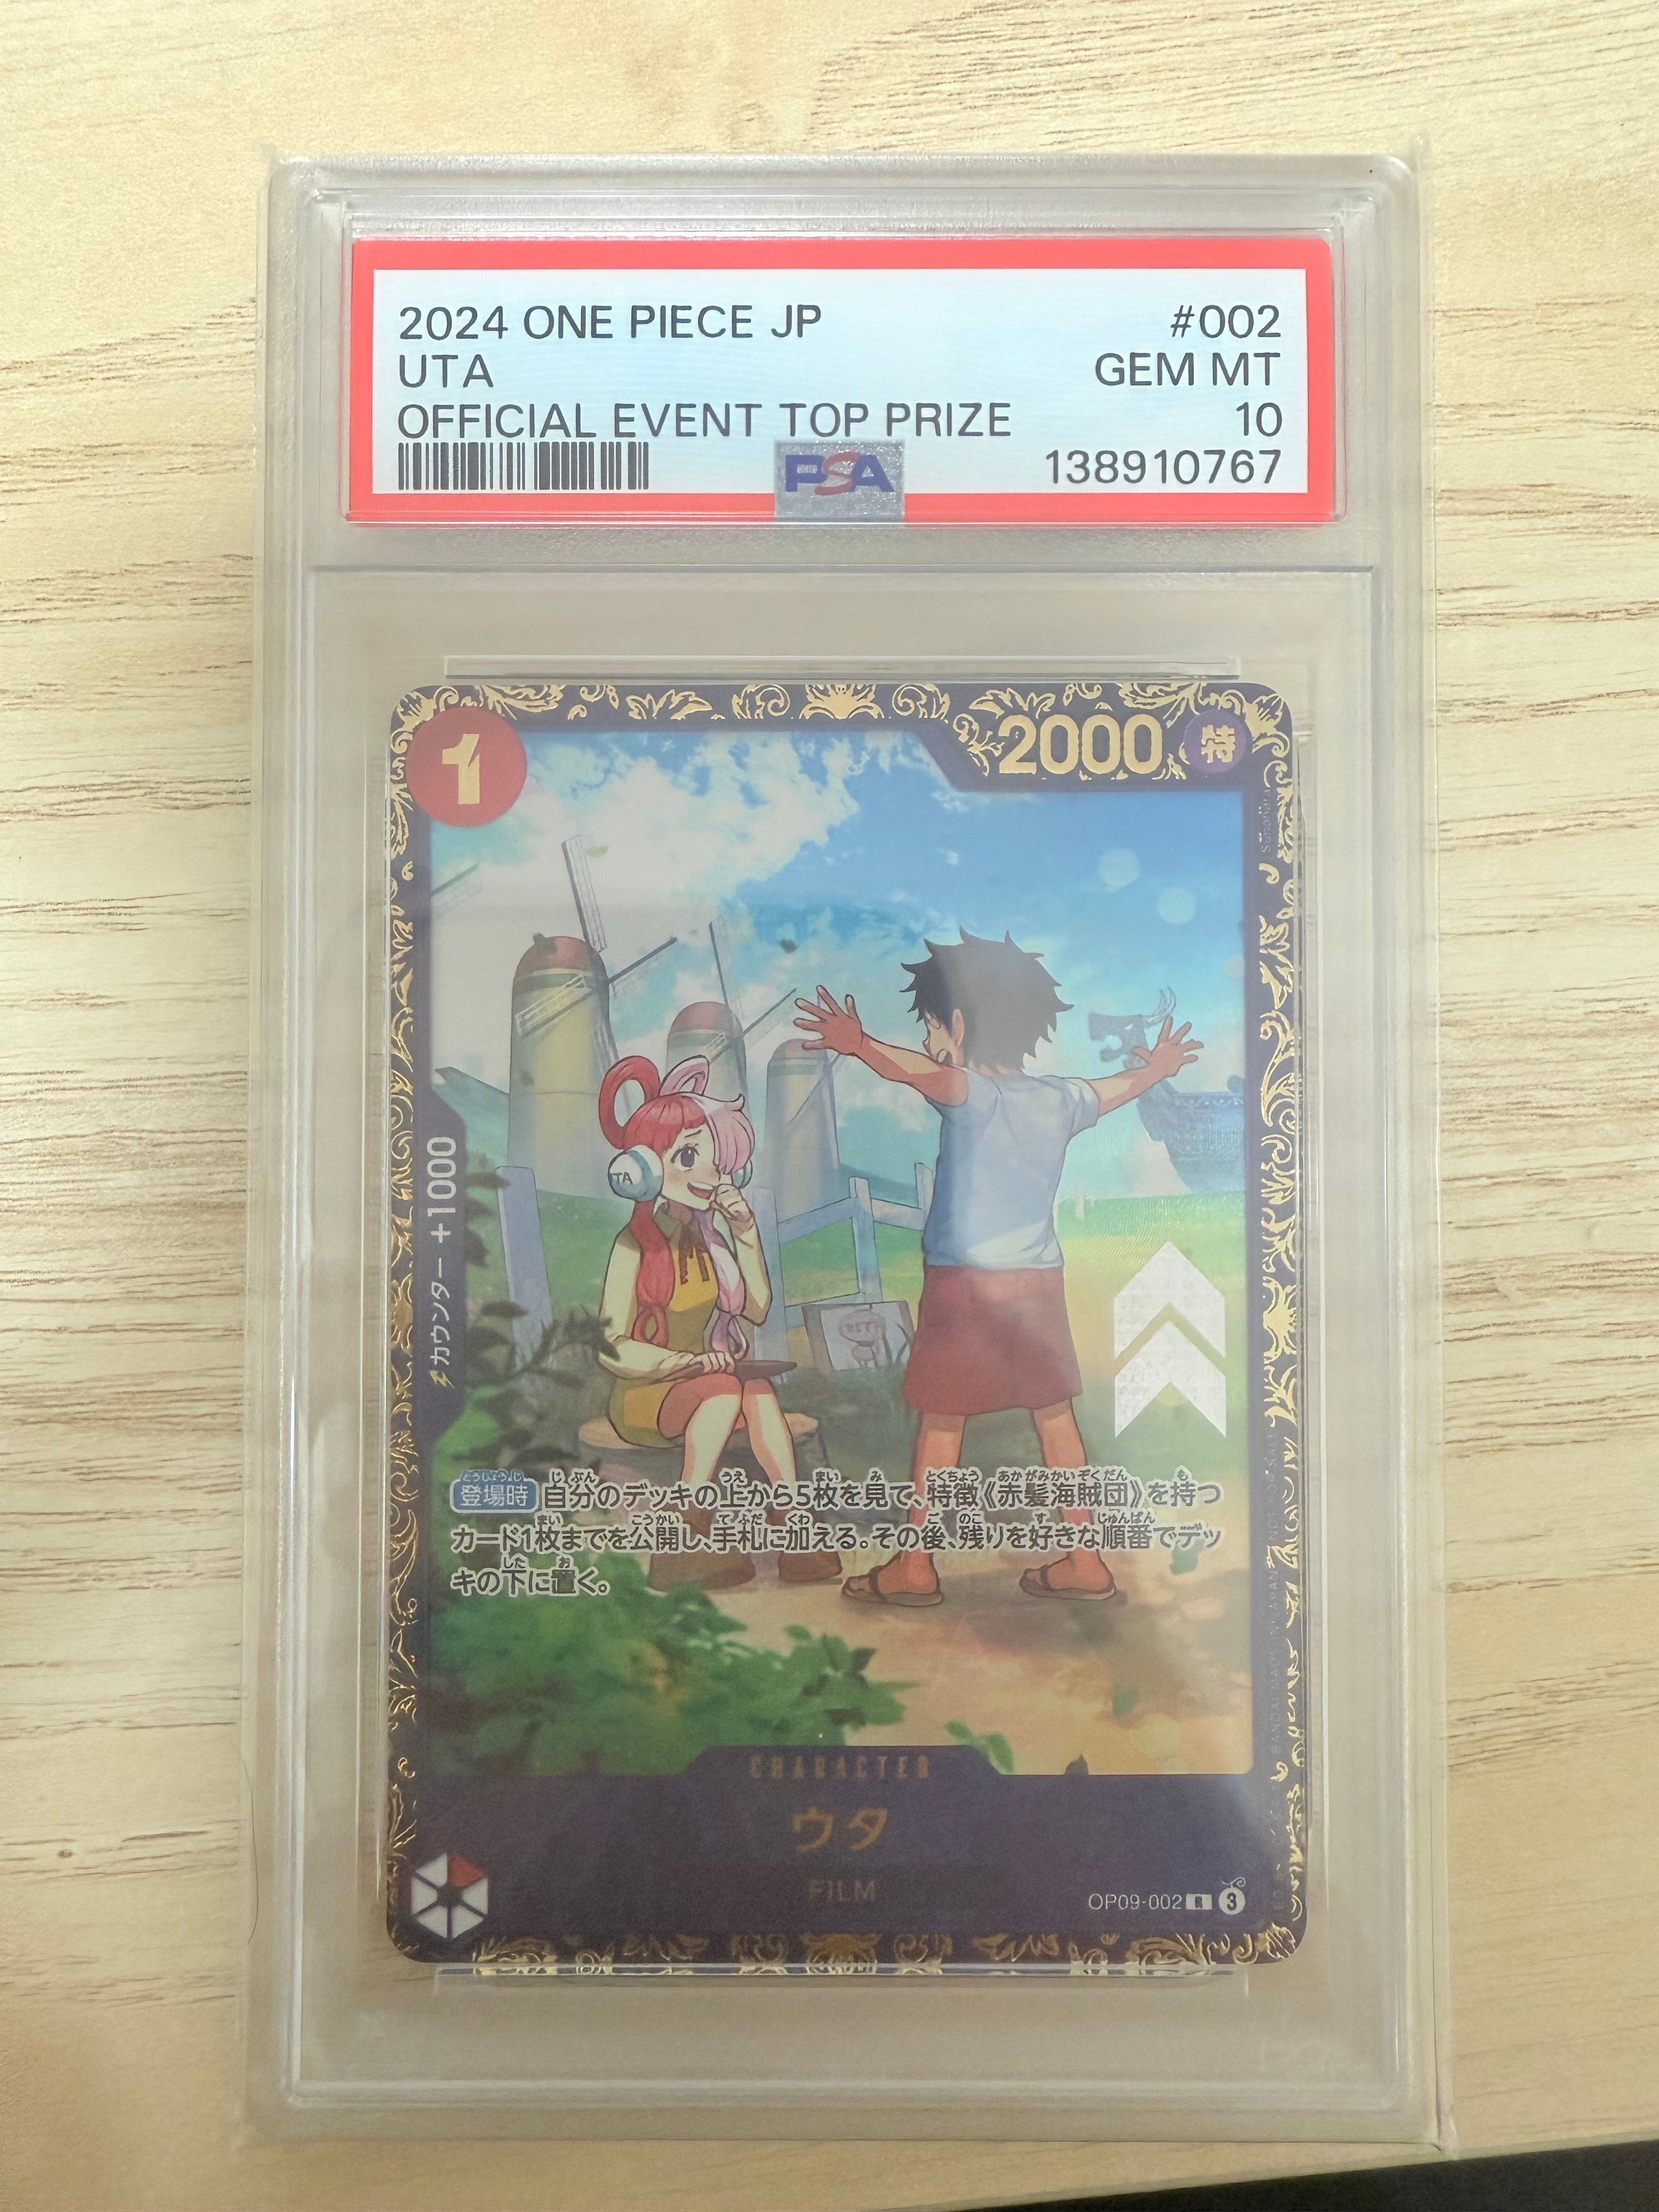 2024 ONE PIECE JP #002
UTA GEM MT
OFFICIAL EVENT TOP PRIZE 10
PSA 138910767
1
2000 特
Sunohara
カウンター +1000
TA
登場時 自分のデッキの上から5枚を見て、特徴《赤髪海賊団》を持つ
カード1枚までを公開し、手札に加える。その後、残りを好きな順番でデッ
キの下に置く。
CHARACTER
ウタ
FILM
OP09-002 R 3